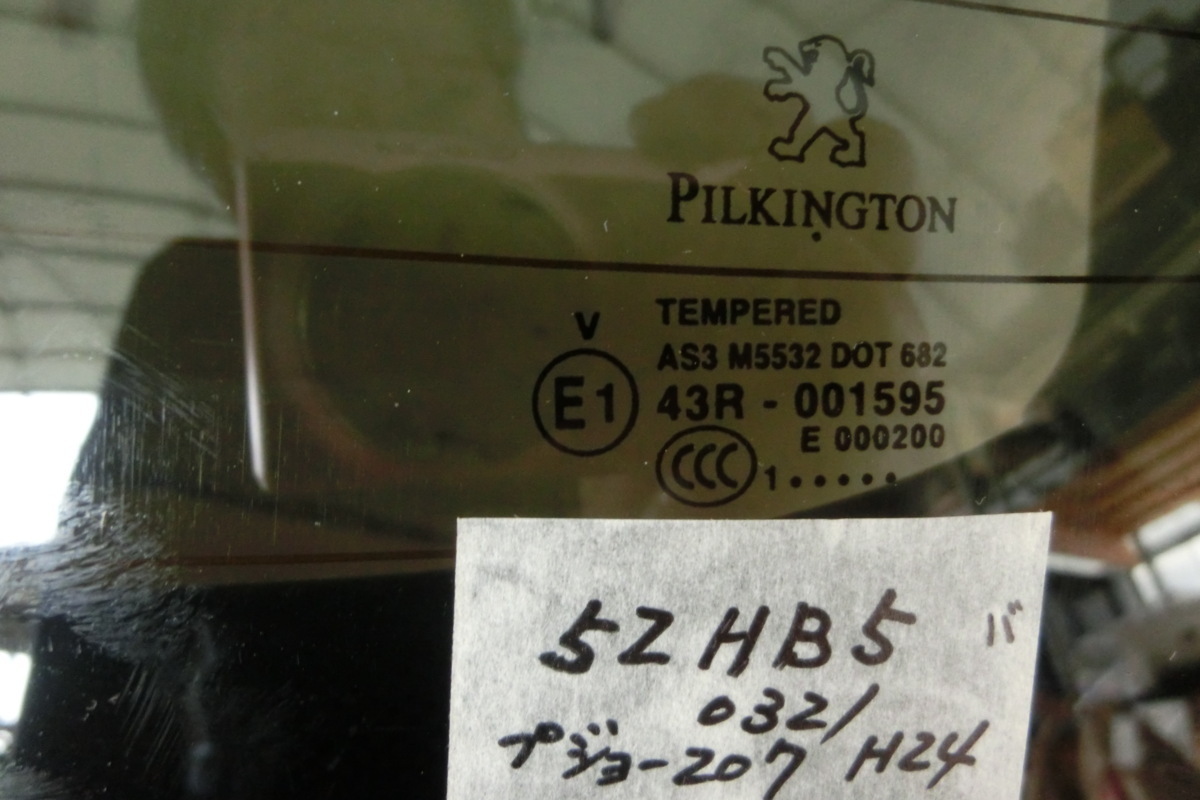 PILKINGTON
V
TEMPERED
AS3 M5532 DOT 682
E1
43R - 001595
E 000200
CCC 1 • • • • •
5ZHB5 バ
032/
プジョー207 H24